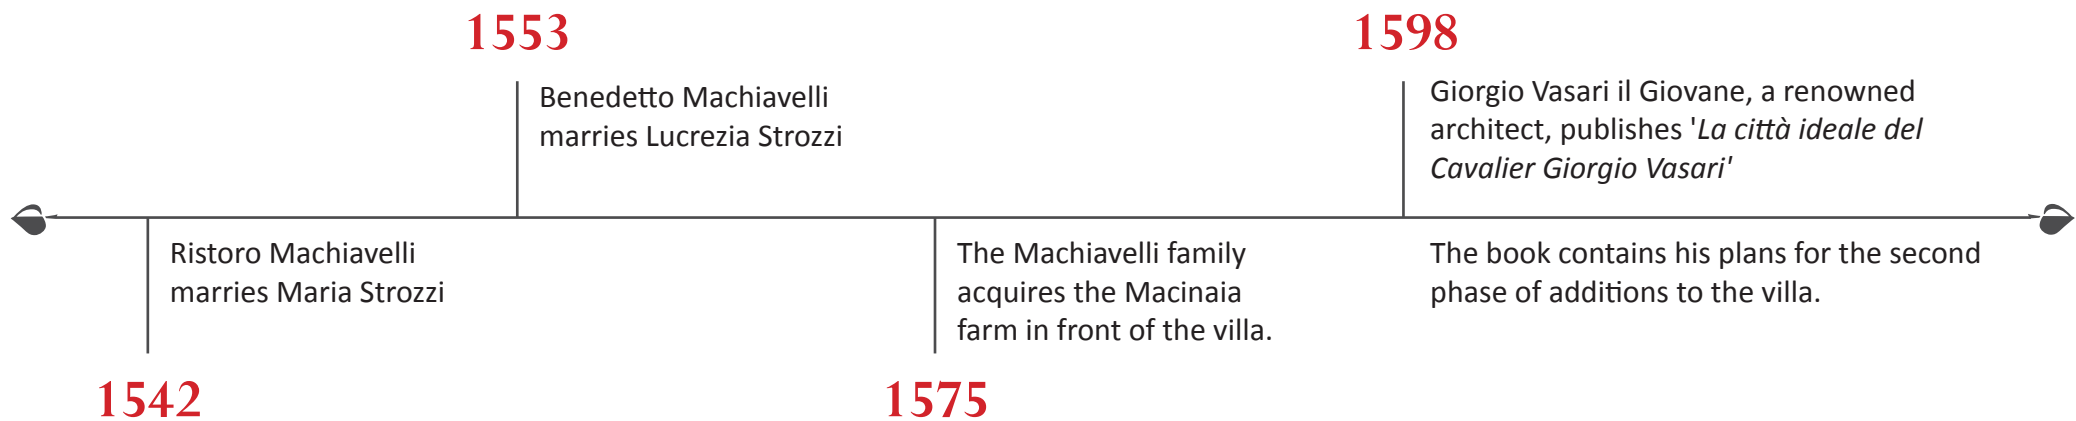 1553
Benedetto Machiavelli
marries Lucrezia Strozzi
1598
Giorgio Vasari il Giovane, a renowned
architect, publishes 'La città ideale del
Cavalier Giorgio Vasari'
Ristoro Machiavelli
marries Maria Strozzi
1542
The Machiavelli family
acquires the Macinaia
farm in front of the villa.
1575
The book contains his plans for the second
phase of additions to the villa.